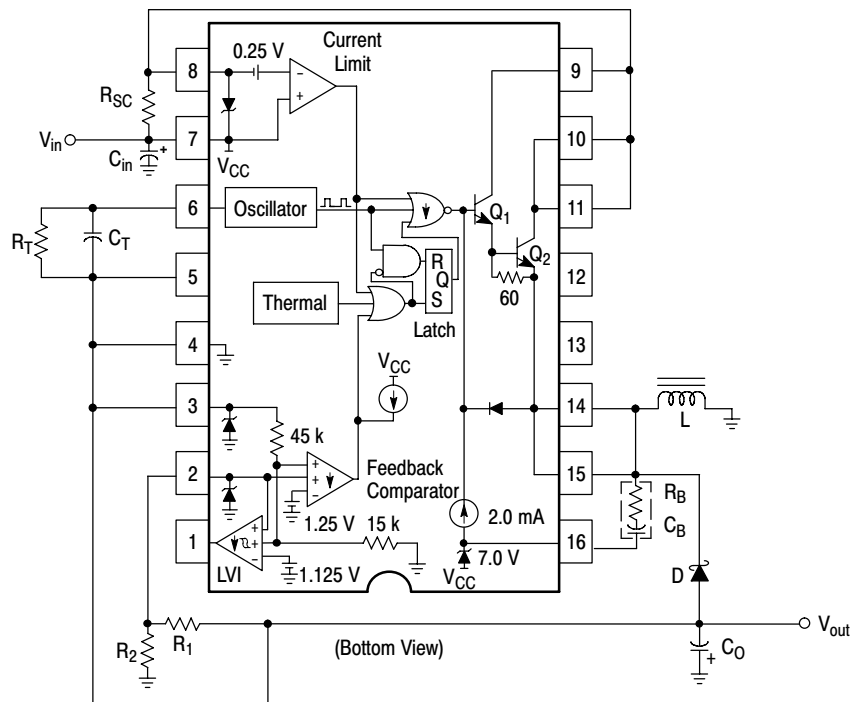 Current
Limit
0.25 V
8
9
R_SC
V_in
7
10
C_in
+
V_CC
6
Oscillator
Q_1
11
R_T
C_T
Q_2
5
R
Q
S
60
12
Thermal
Latch
4
13
V_CC
3
14
L
45 k
2
Feedback
Comparator
15
R_B
C_B
1.25 V
15 k
2.0 mA
1
16
7.0 V
LVI
1.125 V
V_CC
D
R_2
R_1
(Bottom View)
C_O
+
V_out
− +
+ + −
+ + −